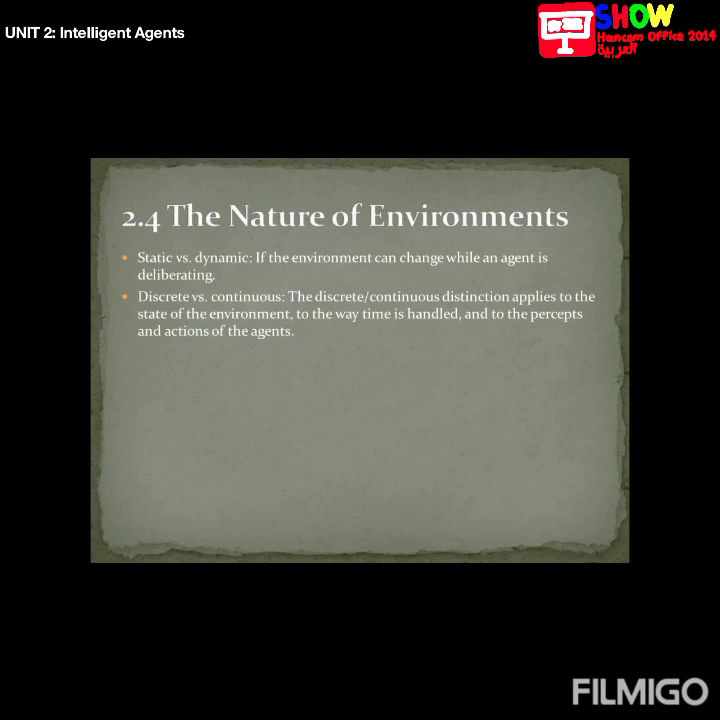 UNIT 2: Intelligent Agents
SHOW
Hancom Office 2014
العربية
2.4 The Nature of Environments
• Static vs. dynamic: If the environment can change while an agent is
deliberating.
• Discrete vs. continuous: The discrete/continuous distinction applies to the
state of the environment, to the way time is handled, and to the percepts
and actions of the agents.
FILMIGO